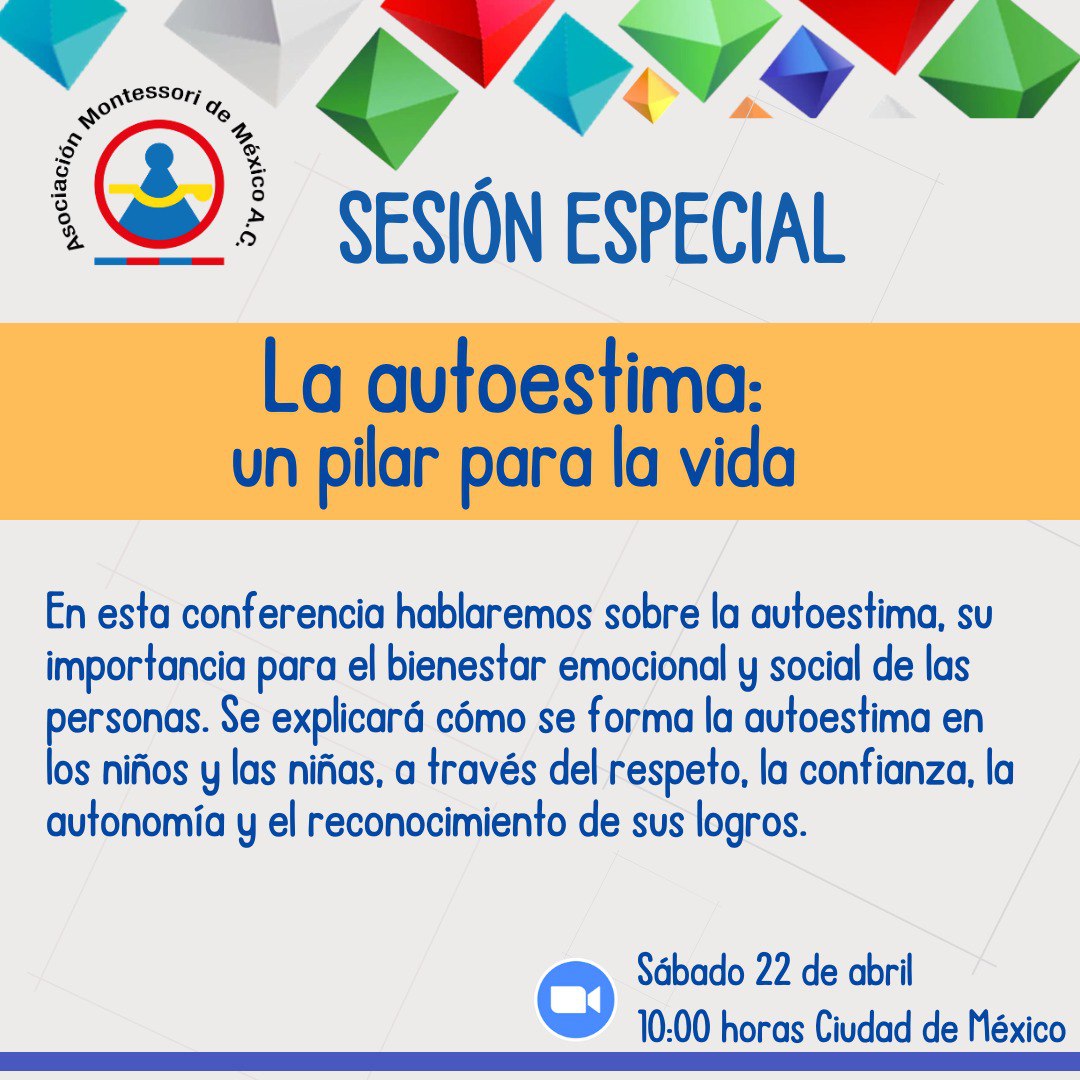 Asociación Montessori de México A.C.
SESIÓN ESPECIAL
La autoestima:
un pilar para la vida
En esta conferencia hablaremos sobre la autoestima, su
importancia para el bienestar emocional y social de las
personas. Se explicará cómo se forma la autoestima en
los niños y las niñas, a través del respeto, la confianza, la
autonomía y el reconocimiento de sus logros.
Sábado 22 de abril
10:00 horas Ciudad de México